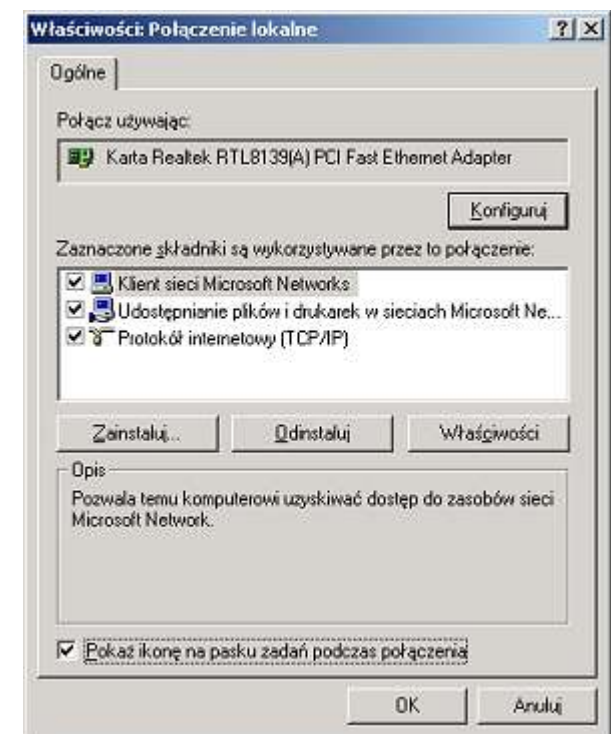 Właściwości: Połączenie lokalne
Ogólne
Połącz używając:
Karta Realtek RTL8139(A) PCI Fast Ethernet Adapter
Konfiguruj
Zaznaczone składniki są wykorzystywane przez to połączenie:
Klient sieci Microsoft Networks
Udostępnianie plików i drukarek w sieciach Microsoft Ne...
Protokół internetowy (TCP/IP)
Zainstaluj... Odinstaluj Właściwości
Opis
Pozwala temu komputerowi uzyskiwać dostęp do zasobów sieci
Microsoft Network.
Pokaż ikonę na pasku zadań podczas połączenia
OK Anuluj